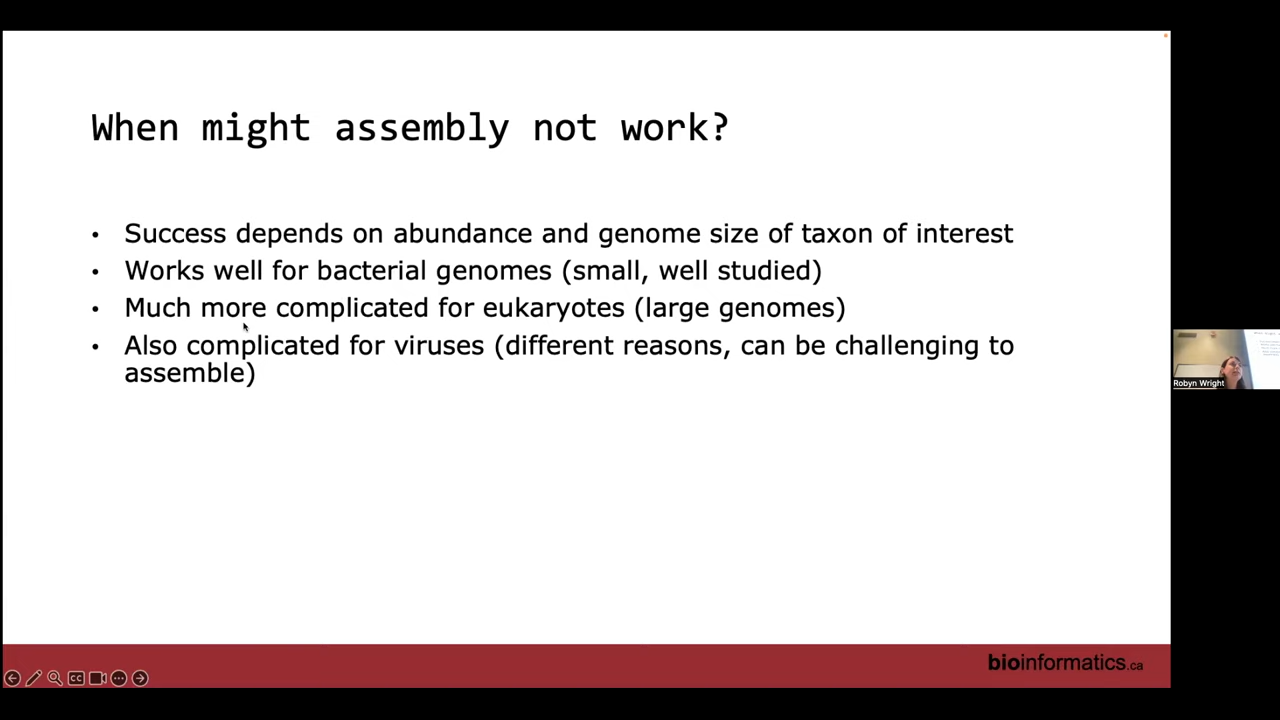 When might assembly not work?
• Success depends on abundance and genome size of taxon of interest
• Works well for bacterial genomes (small, well studied)
• Much more complicated for eukaryotes (large genomes)
• Also complicated for viruses (different reasons, can be challenging to
assemble)
Robyn Wright
bioinformatics.ca
CC